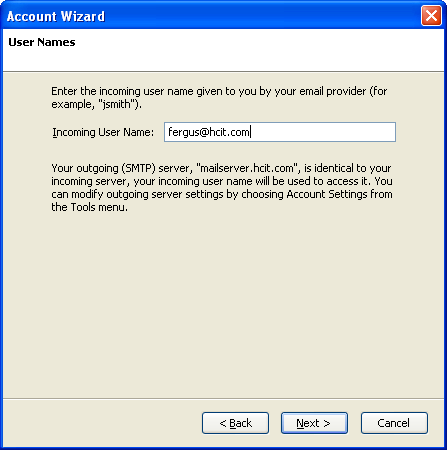 Account Wizard
User Names
Enter the incoming user name given to you by your email provider (for
example, "jsmith").
Incoming User Name: fergus@hcit.com
Your outgoing (SMTP) server, "mailserver.hcit.com", is identical to your
incoming server, your incoming user name will be used to access it. You
can modify outgoing server settings by choosing Account Settings from
the Tools menu.
< Back Next > Cancel